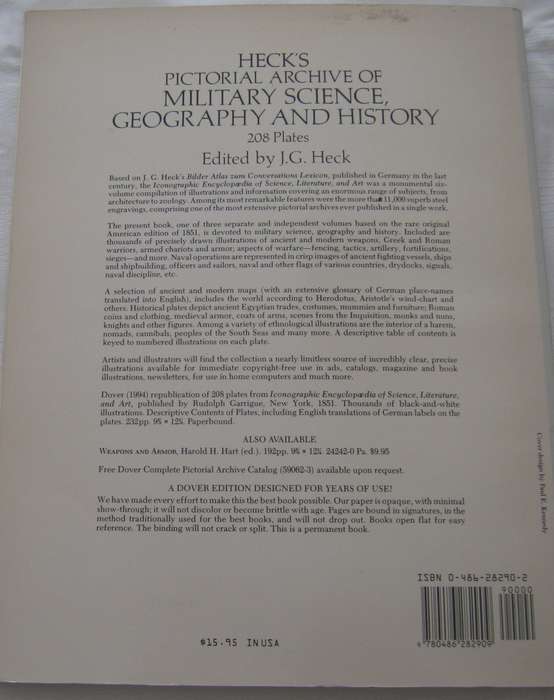 HECK'S
PICTORIAL ARCHIVE OF
MILITARY SCIENCE,
GEOGRAPHY AND HISTORY
208 Plates
Edited by J.G. Heck
Based on J. G. Heck's Bilder Atlas zum Conversations Lexicon, published in Germany in the last
century, the Iconographic Encyclopædia of Science, Literature, and Art was a monumental six-
volume compilation of illustrations and information covering an enormous range of subjects, from
architecture to zoology. Among its most remarkable features were the more than 11,000 superb steel
engravings, comprising one of the most extensive pictorial archives ever published in a single work.
The present book, one of three separate and independent volumes based on the rare original
American edition of 1851, is devoted to military science, geography and history. Included are
thousands of precisely drawn illustrations of ancient and modern weapons, Greek and Roman
warriors, armed chariots and armor; aspects of warfare—fencing, tactics, artillery, fortifications,
sieges—and more. Naval operations are represented in crisp images of ancient fighting vessels, ships
and shipbuilding, officers and sailors, naval and other flags of various countries, drydocks, signals,
naval discipline, etc.
A selection of ancient and modern maps (with an extensive glossary of German place-names
translated into English), includes the world according to Herodotus, Aristotle's wind-chart and
others. Historical plates depict ancient Egyptian trades, costumes, mummies and furniture; Roman
coins and clothing, medieval armor, coats of arms, scenes from the Inquisition, monks and nuns,
knights and other figures. Among a variety of ethnological illustrations are the interior of a harem,
nomads, cannibals, peoples of the South Seas and many more. A descriptive table of contents is
keyed to numbered illustrations on each plate.
Artists and illustrators will find the collection a nearly limitless source of incredibly clear, precise
illustrations available for immediate copyright-free use in ads, catalogs, magazine and book
illustrations, newsletters, for use in home computers and much more.
Dover (1994) republication of 208 plates from Iconographic Encyclopædia of Science, Literature,
and Art, published by Rudolph Garrigue, New York, 1851. Thousands of black-and-white
illustrations. Descriptive Contents of Plates, including English translations of German labels on the
plates. 232pp. 9⅜ × 12¼. Paperbound.
ALSO AVAILABLE
WEAPONS AND ARMOR, Harold H. Hart (ed.). 192pp. 9⅜ × 12¼. 24242-0 Pa. $9.95
Free Dover Complete Pictorial Archive Catalog (59062-3) available upon request.
A DOVER EDITION DESIGNED FOR YEARS OF USE!
We have made every effort to make this the best book possible. Our paper is opaque, with minimal
show-through; it will not discolor or become brittle with age. Pages are bound in signatures, in the
method traditionally used for the best books, and will not drop out. Books open flat for easy
reference. The binding will not crack or split. This is a permanent book.
Cover design by Paul E. Kennedy
ISBN 0-486-28290-2
90000
9 780486 282909
$15.95 IN USA